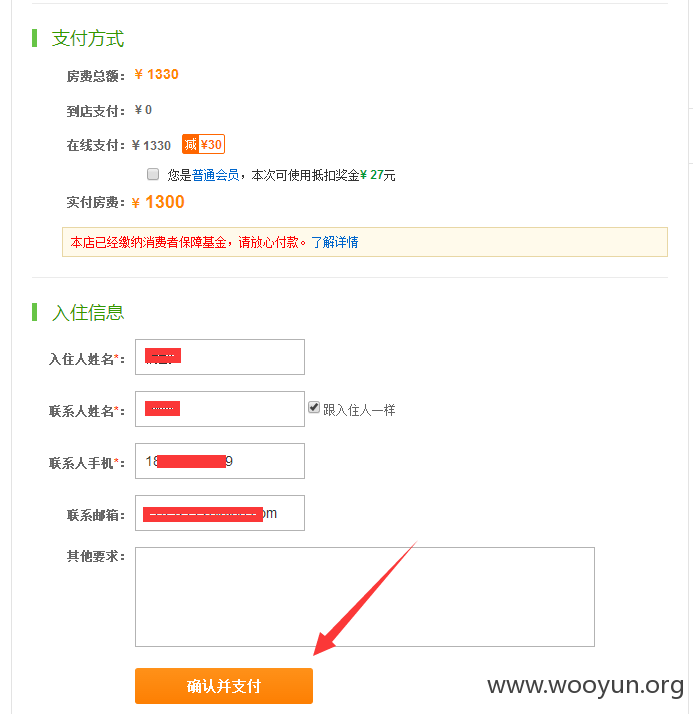 支付方式
房费总额： ¥ 1330
到店支付： ¥ 0
在线支付： ¥ 1330 减 ¥30
您是普通会员，本次可使用抵扣奖金¥ 27元
实付房费： ¥ 1300
本店已经缴纳消费者保障基金，请放心付款。了解详情
入住信息
入住人姓名*：
联系人姓名*： 跟入住人一样
联系人手机*： 18 9
联系邮箱： om
其他要求：
确认并支付
www.wooyun.org